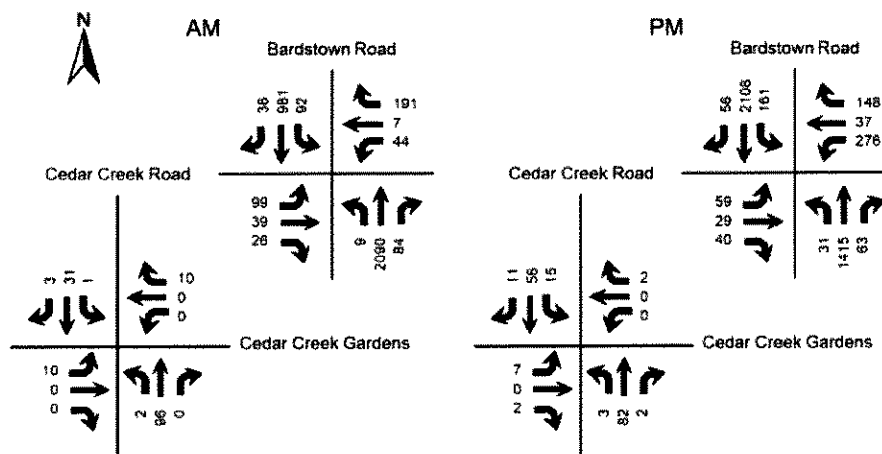 N
AM
Bardstown Road
36 981 92
191
7
44
Cedar Creek Road
99
39
26
9 2090 84
3 31 1
10
0
0
Cedar Creek Gardens
10
0
0
2 96 0
PM
Bardstown Road
56 2108 161
148
37
276
Cedar Creek Road
59
29
40
31 1415 63
11 56 15
2
0
0
Cedar Creek Gardens
7
0
2
3 82 2